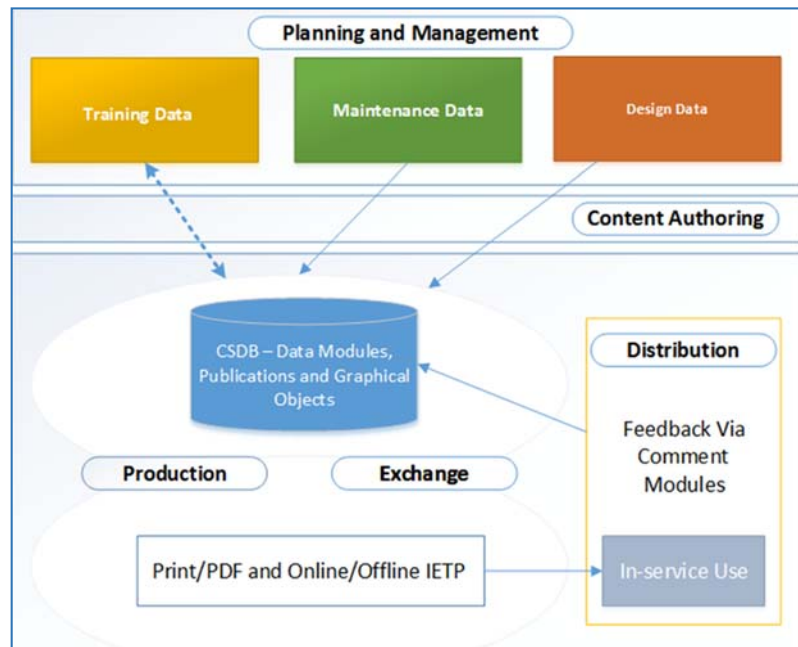 Planning and Management
Training Data
Maintenance Data
Design Data
Content Authoring
CSDB – Data Modules,
Publications and Graphical
Objects
Distribution
Feedback Via
Comment
Modules
Production
Exchange
Print/PDF and Online/Offline IETP
In-service Use